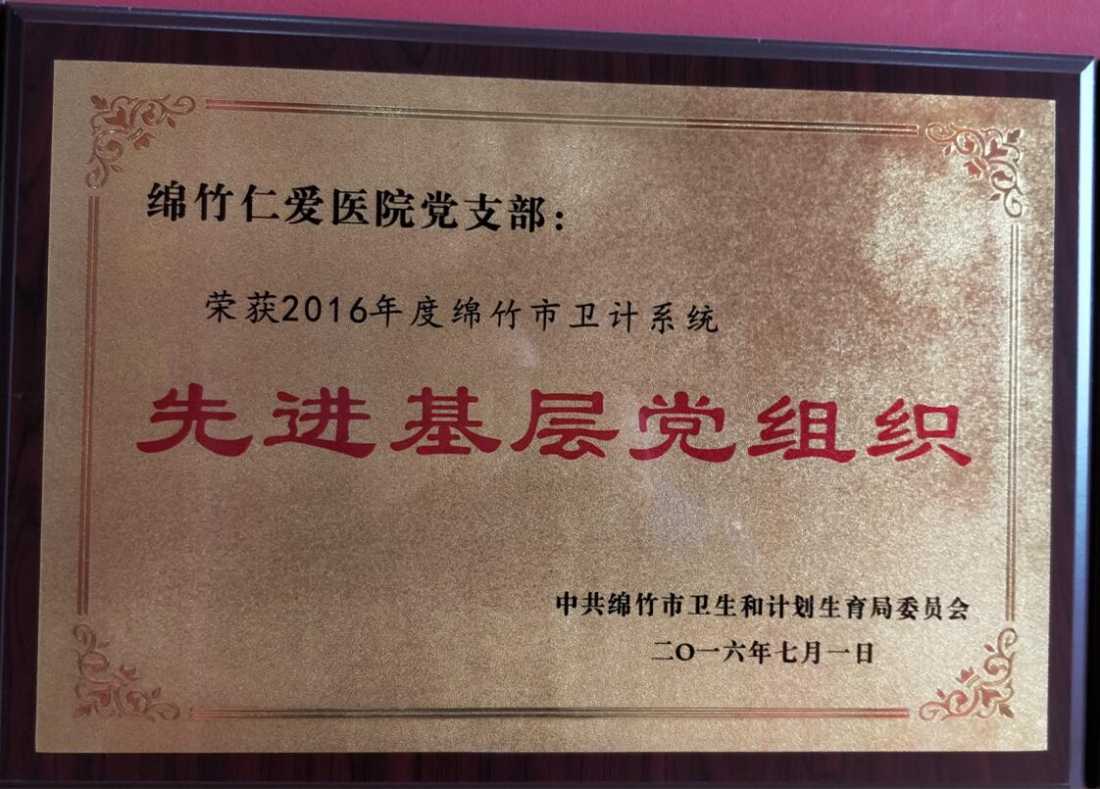 绵竹仁爱医院党支部：
荣获2016年度绵竹市卫计系统
先进基层党组织
中共绵竹市卫生和计划生育局委员会
二O一六年七月一日